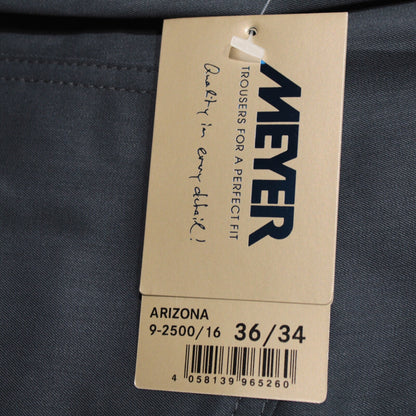 MEYER
TROUSERS FOR A PERFECT FIT
Quality in every detail!
ARIZONA
9-2500/16 36/34
4 058139 965260